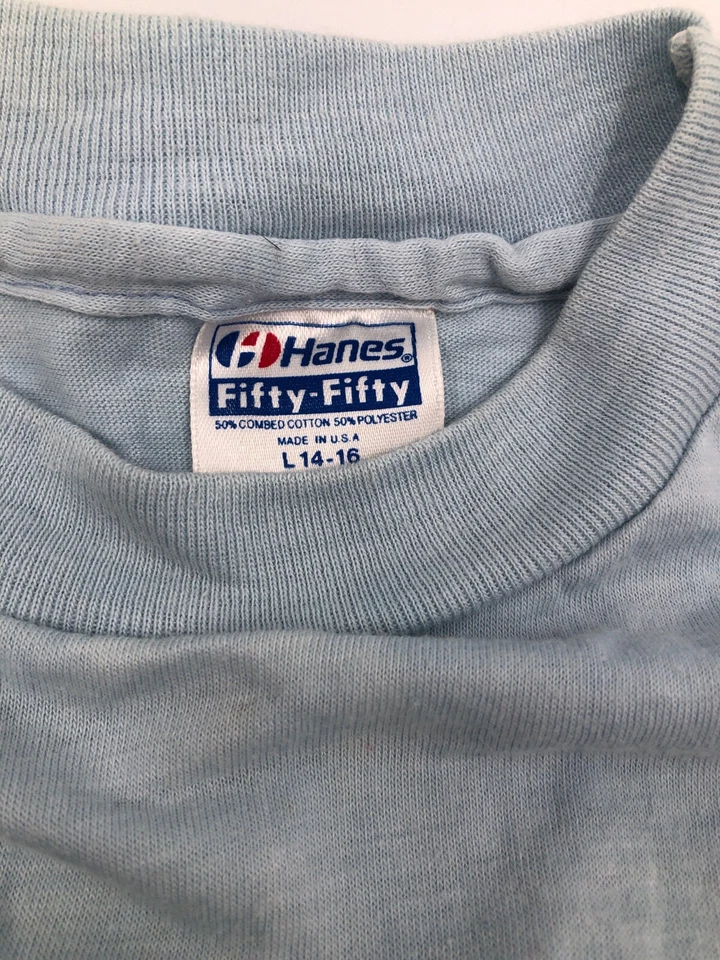 Hanes®
Fifty-Fifty
50% COMBED COTTON 50% POLYESTER
MADE IN U.S.A
L 14-16